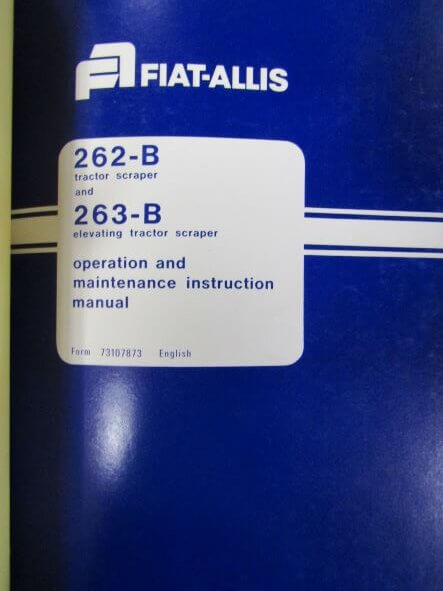 FIAT-ALLIS
262-B
tractor scraper
and
263-B
elevating tractor scraper
operation and
maintenance instruction
manual
Form 73107873 English